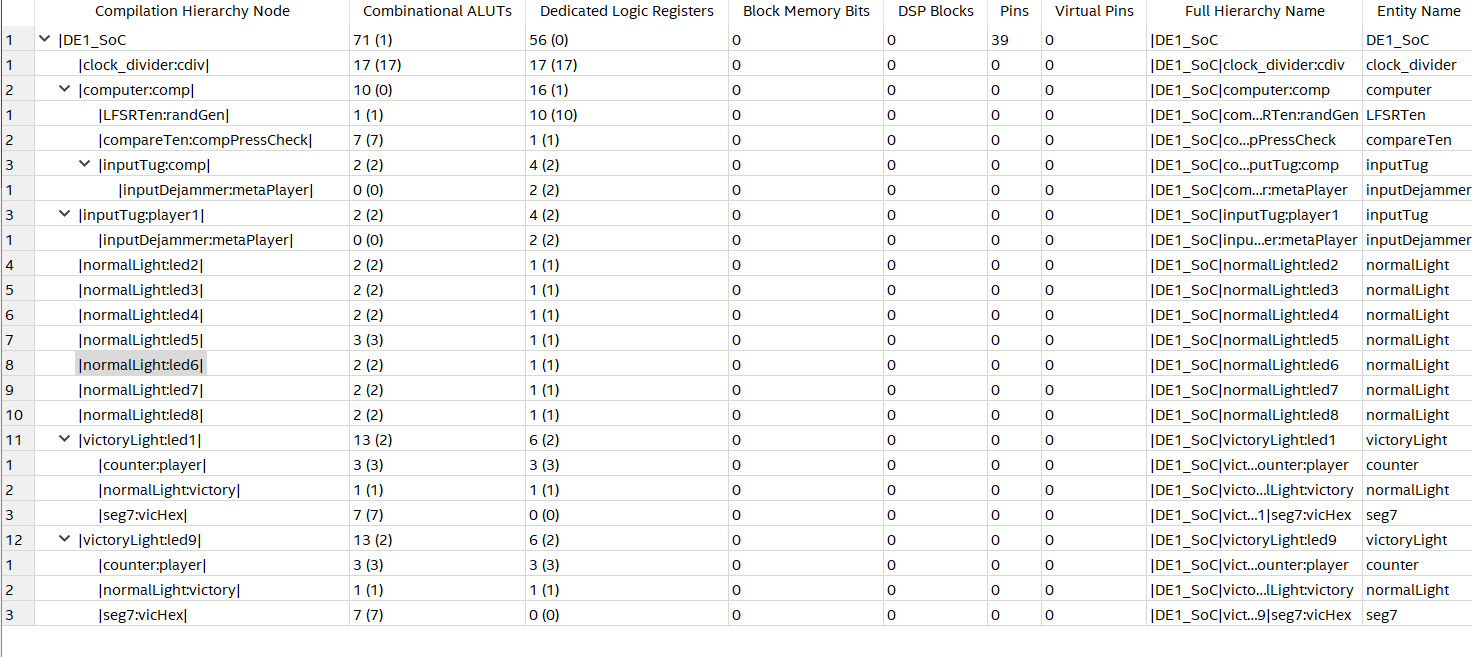 Compilation Hierarchy Node Combinational ALUTs Dedicated Logic Registers Block Memory Bits DSP Blocks Pins Virtual Pins Full Hierarchy Name Entity Name
1 |DE1_SoC 71 (1) 56 (0) 0 0 39 0 |DE1_SoC DE1_SoC
1 |clock_divider:cdiv| 17 (17) 17 (17) 0 0 0 0 |DE1_SoC|clock_divider:cdiv clock_divider
2 |computer:comp| 10 (0) 16 (1) 0 0 0 0 |DE1_SoC|computer:comp computer
1 |LFSRTen:randGen| 1 (1) 10 (10) 0 0 0 0 |DE1_SoC|com...RTen:randGen LFSRTen
2 |compareTen:compPressCheck| 7 (7) 1 (1) 0 0 0 0 |DE1_SoC|co...pPressCheck compareTen
3 |inputTug:comp| 2 (2) 4 (2) 0 0 0 0 |DE1_SoC|co...putTug:comp inputTug
1 |inputDejammer:metaPlayer| 0 (0) 2 (2) 0 0 0 0 |DE1_SoC|com...r:metaPlayer inputDejammer
3 |inputTug:player1| 2 (2) 4 (2) 0 0 0 0 |DE1_SoC|inputTug:player1 inputTug
1 |inputDejammer:metaPlayer| 0 (0) 2 (2) 0 0 0 0 |DE1_SoC|inpu...er:metaPlayer inputDejammer
4 |normalLight:led2| 2 (2) 1 (1) 0 0 0 0 |DE1_SoC|normalLight:led2 normalLight
5 |normalLight:led3| 2 (2) 1 (1) 0 0 0 0 |DE1_SoC|normalLight:led3 normalLight
6 |normalLight:led4| 2 (2) 1 (1) 0 0 0 0 |DE1_SoC|normalLight:led4 normalLight
7 |normalLight:led5| 3 (3) 1 (1) 0 0 0 0 |DE1_SoC|normalLight:led5 normalLight
8 |normalLight:led6| 2 (2) 1 (1) 0 0 0 0 |DE1_SoC|normalLight:led6 normalLight
9 |normalLight:led7| 2 (2) 1 (1) 0 0 0 0 |DE1_SoC|normalLight:led7 normalLight
10 |normalLight:led8| 2 (2) 1 (1) 0 0 0 0 |DE1_SoC|normalLight:led8 normalLight
11 |victoryLight:led1| 13 (2) 6 (2) 0 0 0 0 |DE1_SoC|victoryLight:led1 victoryLight
1 |counter:player| 3 (3) 3 (3) 0 0 0 0 |DE1_SoC|vict...ounter:player counter
2 |normalLight:victory| 1 (1) 1 (1) 0 0 0 0 |DE1_SoC|victo...lLight:victory normalLight
3 |seg7:vicHex| 7 (7) 0 (0) 0 0 0 0 |DE1_SoC|vict...1|seg7:vicHex seg7
12 |victoryLight:led9| 13 (2) 6 (2) 0 0 0 0 |DE1_SoC|victoryLight:led9 victoryLight
1 |counter:player| 3 (3) 3 (3) 0 0 0 0 |DE1_SoC|vict...ounter:player counter
2 |normalLight:victory| 1 (1) 1 (1) 0 0 0 0 |DE1_SoC|victo...lLight:victory normalLight
3 |seg7:vicHex| 7 (7) 0 (0) 0 0 0 0 |DE1_SoC|vict...9|seg7:vicHex seg7